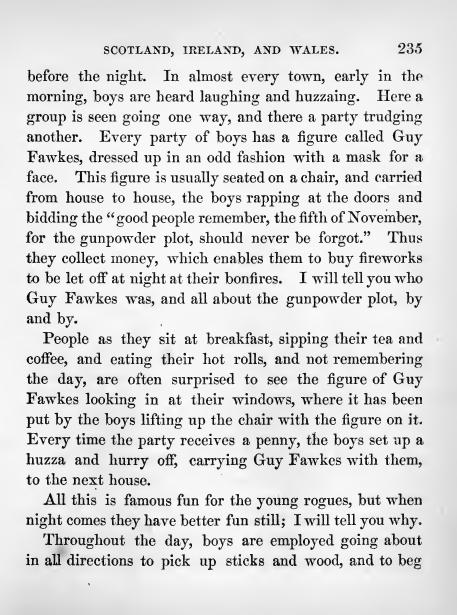 SCOTLAND, IRELAND, AND WALES. 235
before the night. In almost every town, early in the
morning, boys are heard laughing and huzzaing. Here a
group is seen going one way, and there a party trudging
another. Every party of boys has a figure called Guy
Fawkes, dressed up in an odd fashion with a mask for a
face. This figure is usually seated on a chair, and carried
from house to house, the boys rapping at the doors and
bidding the "good people remember, the fifth of November,
for the gunpowder plot, should never be forgot." Thus
they collect money, which enables them to buy fireworks
to be let off at night at their bonfires. I will tell you who
Guy Fawkes was, and all about the gunpowder plot, by
and by.
People as they sit at breakfast, sipping their tea and
coffee, and eating their hot rolls, and not remembering
the day, are often surprised to see the figure of Guy
Fawkes looking in at their windows, where it has been
put by the boys lifting up the chair with the figure on it.
Every time the party receives a penny, the boys set up a
huzza and hurry off, carrying Guy Fawkes with them,
to the next house.
All this is famous fun for the young rogues, but when
night comes they have better fun still; I will tell you why.
Throughout the day, boys are employed going about
in all directions to pick up sticks and wood, and to beg